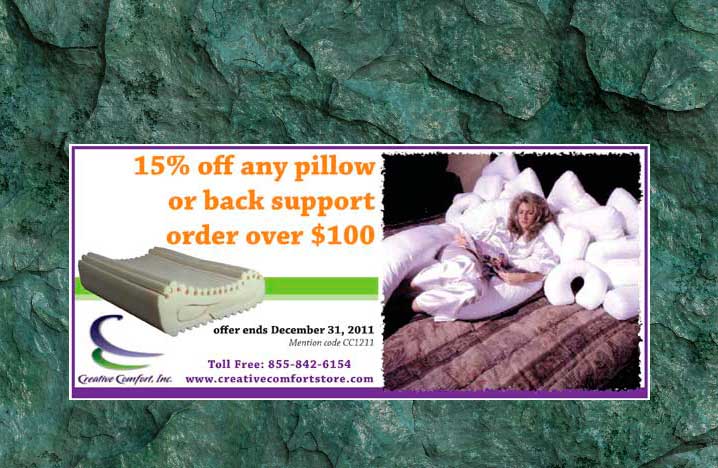 15% off any pillow
or back support
order over $100
offer ends December 31, 2011
Mention code CC1211
Creative Comfort, Inc.
Toll Free: 855-842-6154
www.creativecomfortstore.com